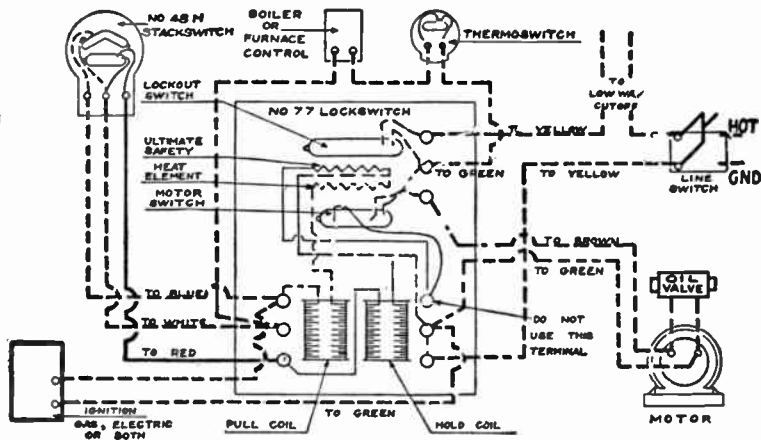 NO 48 H
STACKSWITCH
BOILER
OR
FURNACE
CONTROL
THERMOSWITCH
LOCKOUT
SWITCH
NO 77 LOCKSWITCH
TO
LOW WA.
CUTOFF
TO YELLOW
HOT
ULTIMATE
SAFETY
HEAT
ELEMENT
TO GREEN
TO YELLOW
GND
LINE
SWITCH
MOTOR
SWITCH
TO BROWN
TO GREEN
OIL
VALVE
TO BLUE
TO WHITE
DO NOT
USE THIS
TERMINAL
TO RED
IGNITION
GAS, ELECTRIC
OR BOTH
TO GREEN
PULL COIL
HOLD COIL
MOTOR